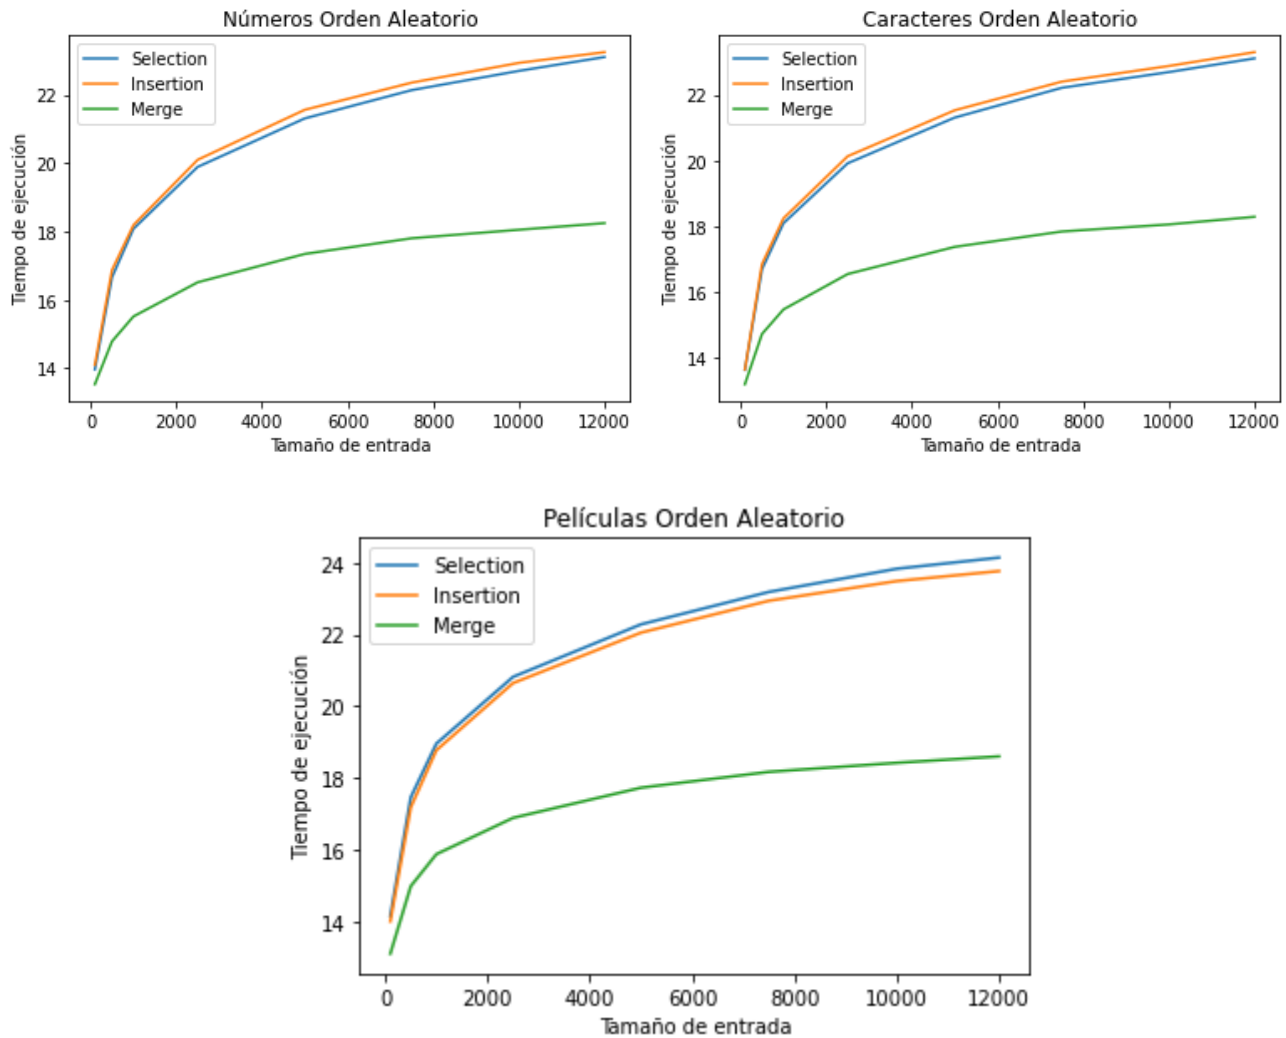 Números Orden Aleatorio
Selection
Insertion
Merge
22
20
18
16
14
Tiempo de ejecución
0 2000 4000 6000 8000 10000 12000
Tamaño de entrada
Caracteres Orden Aleatorio
Selection
Insertion
Merge
22
20
18
16
14
Tiempo de ejecución
0 2000 4000 6000 8000 10000 12000
Tamaño de entrada
Películas Orden Aleatorio
Selection
Insertion
Merge
24
22
20
18
16
14
Tiempo de ejecución
0 2000 4000 6000 8000 10000 12000
Tamaño de entrada